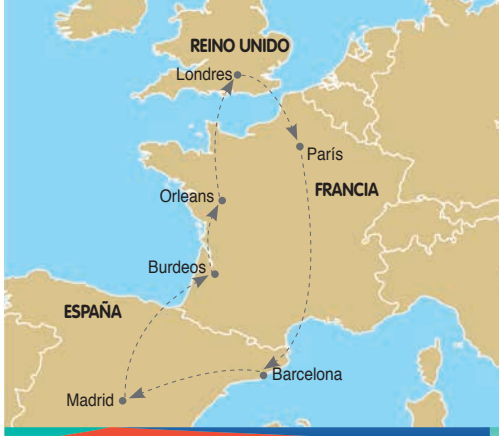 REINO UNIDO
Londres
París
FRANCIA
Orleans
Burdeos
ESPAÑA
Barcelona
Madrid